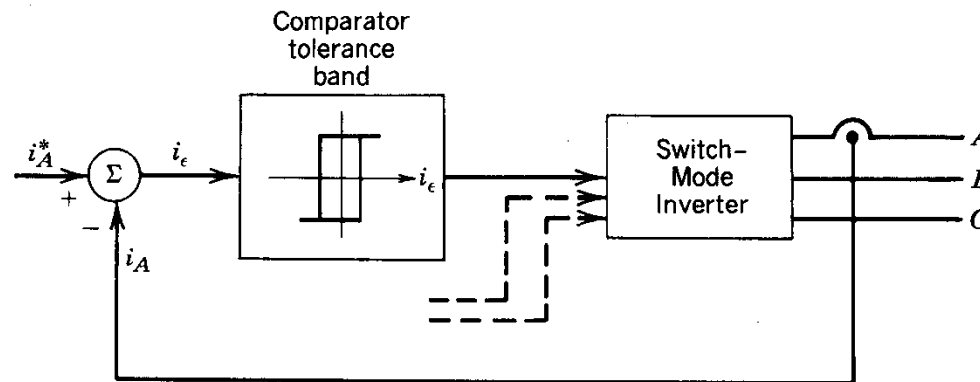 Comparator
tolerance
band
i*A
iϵ
Σ
+
−
iA
iϵ
Switch–
Mode
Inverter